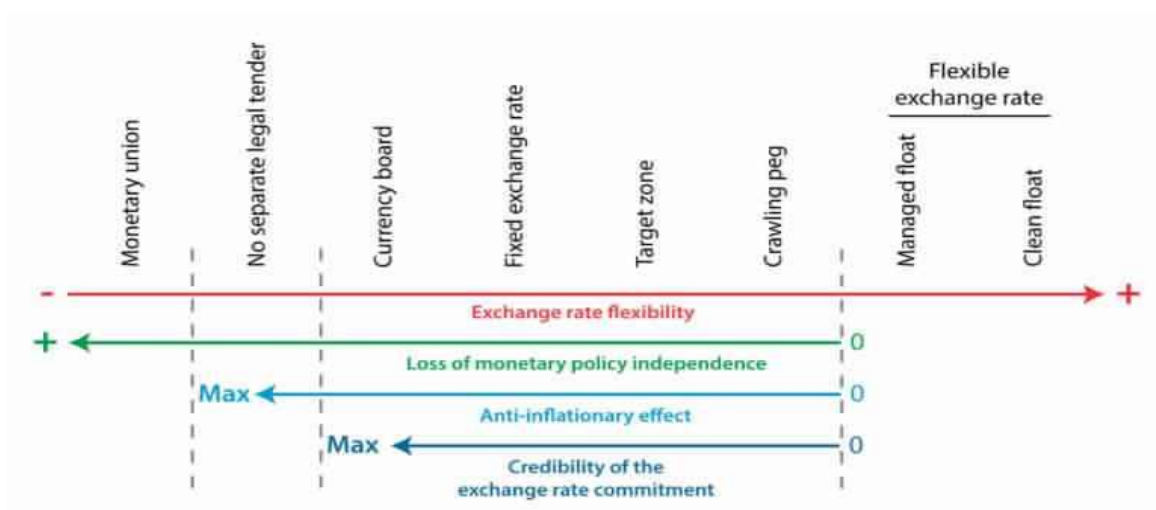 Flexible
exchange rate
Monetary union
No separate legal tender
Currency board
Fixed exchange rate
Target zone
Crawling peg
Managed float
Clean float
- +
Exchange rate flexibility
+ 0
Loss of monetary policy independence
Max 0
Anti-inflationary effect
Max 0
Credibility of the
exchange rate commitment